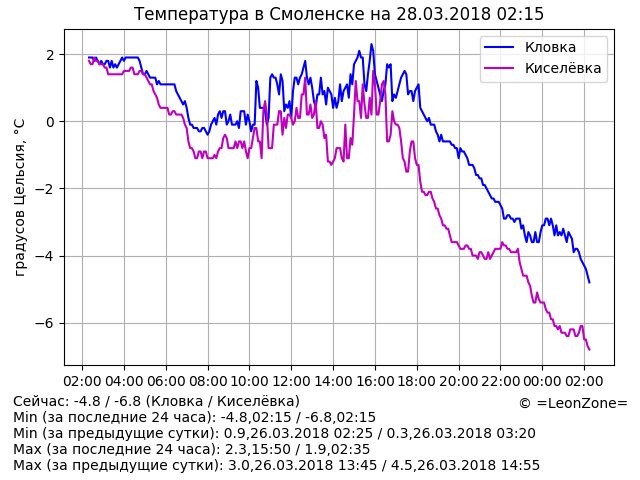 Температура в Смоленске на 28.03.2018 02:15
Кловка
Киселёвка
градусов Цельсия, °C
2
0
−2
−4
−6
02:00 04:00 06:00 08:00 10:00 12:00 14:00 16:00 18:00 20:00 22:00 00:00 02:00
Сейчас: -4.8 / -6.8 (Кловка / Киселёвка)
© =LeonZone=
Min (за последние 24 часа): -4.8,02:15 / -6.8,02:15
Min (за предыдущие сутки): 0.9,26.03.2018 02:25 / 0.3,26.03.2018 03:20
Max (за последние 24 часа): 2.3,15:50 / 1.9,02:35
Max (за предыдущие сутки): 3.0,26.03.2018 13:45 / 4.5,26.03.2018 14:55